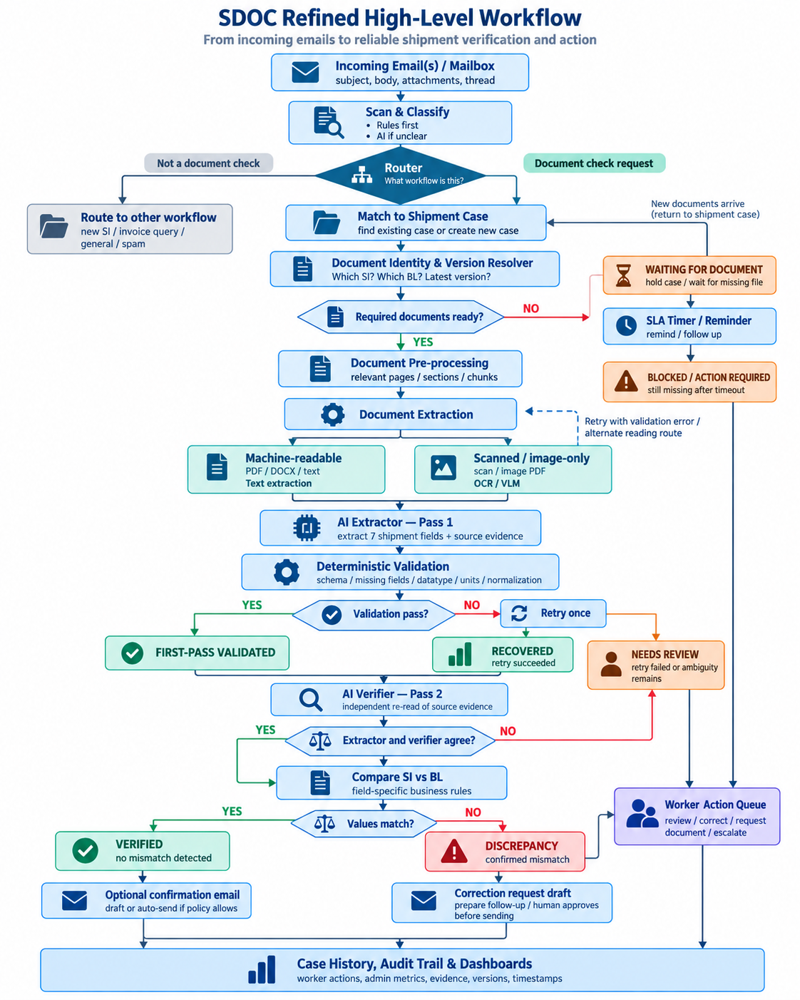 SDOC Refined High-Level Workflow
From incoming emails to reliable shipment verification and action
Incoming Email(s) / Mailbox
subject, body, attachments, thread
Scan & Classify
• Rules first
• AI if unclear
Not a document check
Document check request
Router
What workflow is this?
Route to other workflow
new SI / invoice query /
general / spam
Match to Shipment Case
find existing case or create new case
New documents arrive
(return to shipment case)
Document Identity & Version Resolver
Which SI? Which BL? Latest version?
WAITING FOR DOCUMENT
hold case / wait for missing file
Required documents ready?
NO
YES
SLA Timer / Reminder
remind / follow up
Document Pre-processing
relevant pages / sections / chunks
BLOCKED / ACTION REQUIRED
still missing after timeout
Document Extraction
Retry with validation error /
alternate reading route
Machine-readable
PDF / DOCX / text
Text extraction
Scanned / image-only
scan / image PDF
OCR / VLM
AI Extractor — Pass 1
extract 7 shipment fields + source evidence
Deterministic Validation
schema / missing fields / datatype / units / normalization
YES
Validation pass?
NO
Retry once
FIRST-PASS VALIDATED
RECOVERED
retry succeeded
NEEDS REVIEW
retry failed or ambiguity
remains
AI Verifier — Pass 2
independent re-read of source evidence
YES
Extractor and verifier agree?
NO
Compare SI vs BL
field-specific business rules
Worker Action Queue
review / correct / request
document / escalate
YES
Values match?
NO
VERIFIED
no mismatch detected
DISCREPANCY
confirmed mismatch
Optional confirmation email
draft or auto-send if policy allows
Correction request draft
prepare follow-up / human approves
before sending
Case History, Audit Trail & Dashboards
worker actions, admin metrics, evidence, versions, timestamps